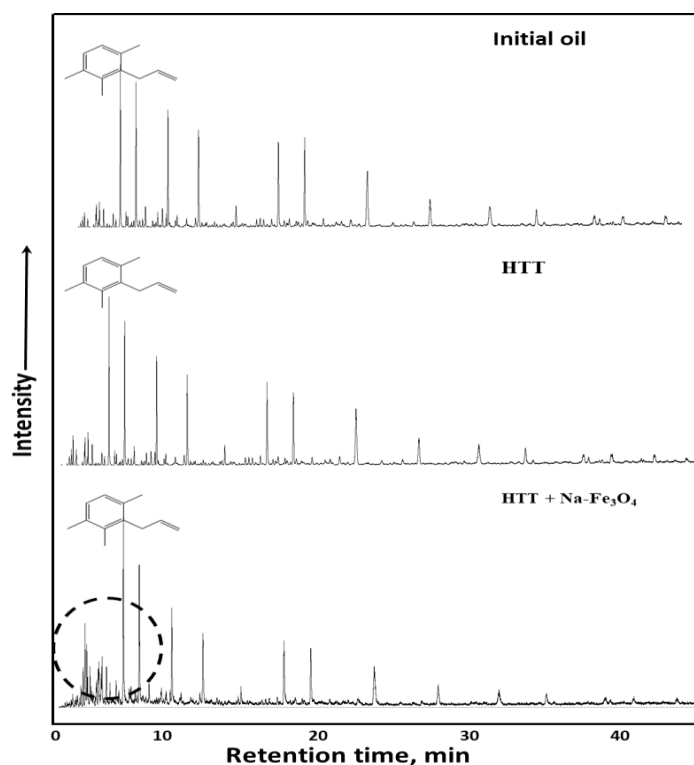 Initial oil
HTT
HTT + Na-Fe₃O₄
Intensity
0 10 20 30 40
Retention time, min